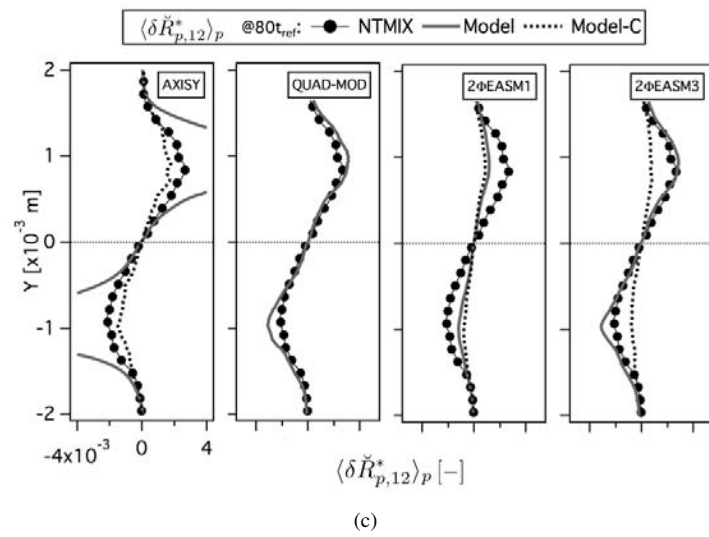 ⟨δR̆*p,12⟩p @80tref: NTMIX Model Model-C
AXISY QUAD-MOD 2ΦEASM1 2ΦEASM3
2
1
0
-1
-2
Y [x10⁻³ m]
-4x10⁻³ 0 4
⟨δR̆*p,12⟩p [−]
(c)